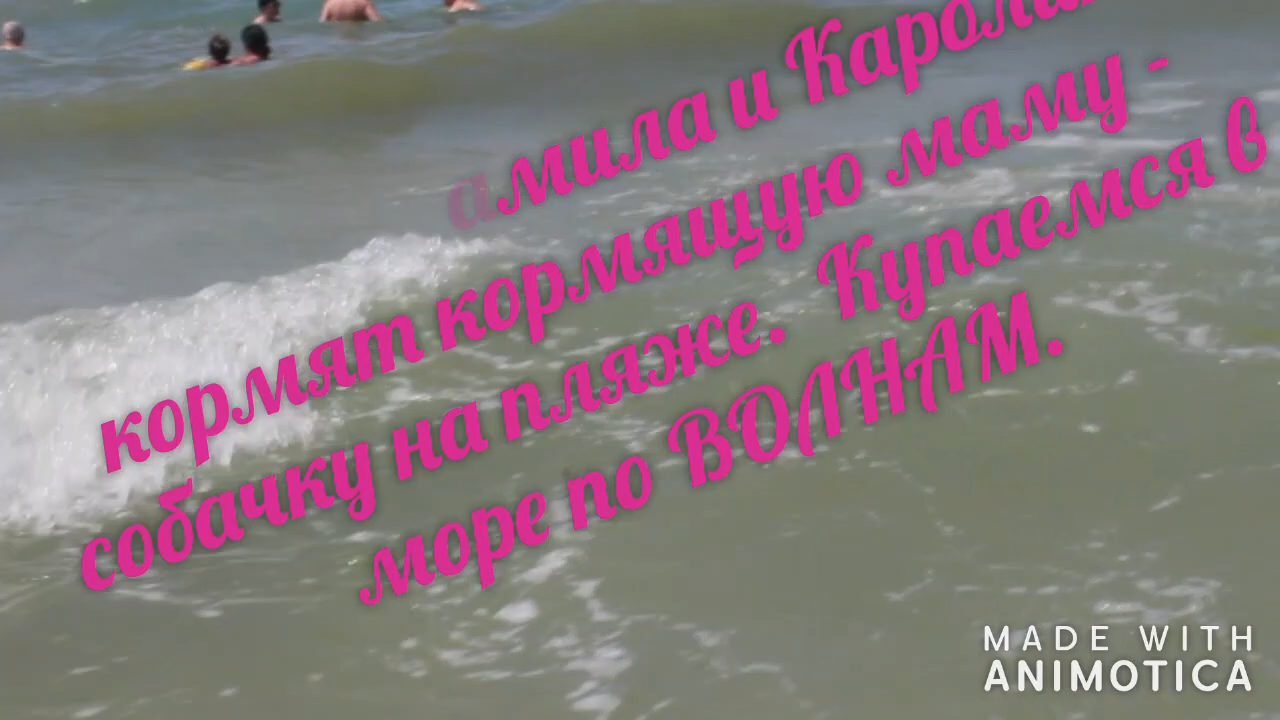 амила и Карол
кормят кормящую маму -
собачку на пляже. Купаемся в
море по ВОЛНАМ.
MADE WITH
ANIMOTICA